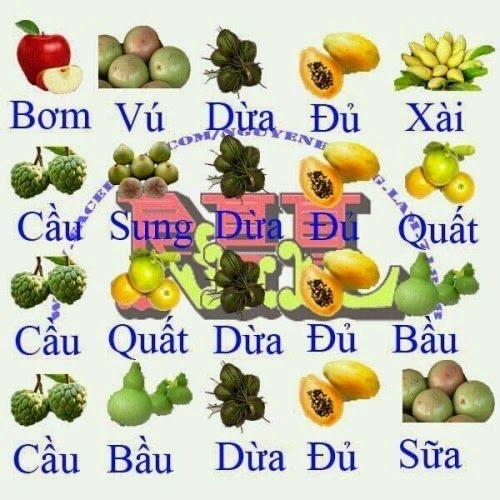 Bơm Vú Dừa Đủ Xài
Cầu Sung Dừa Đủ Quất
Cầu Quất Dừa Đủ Bầu
Cầu Bầu Dừa Đủ Sữa